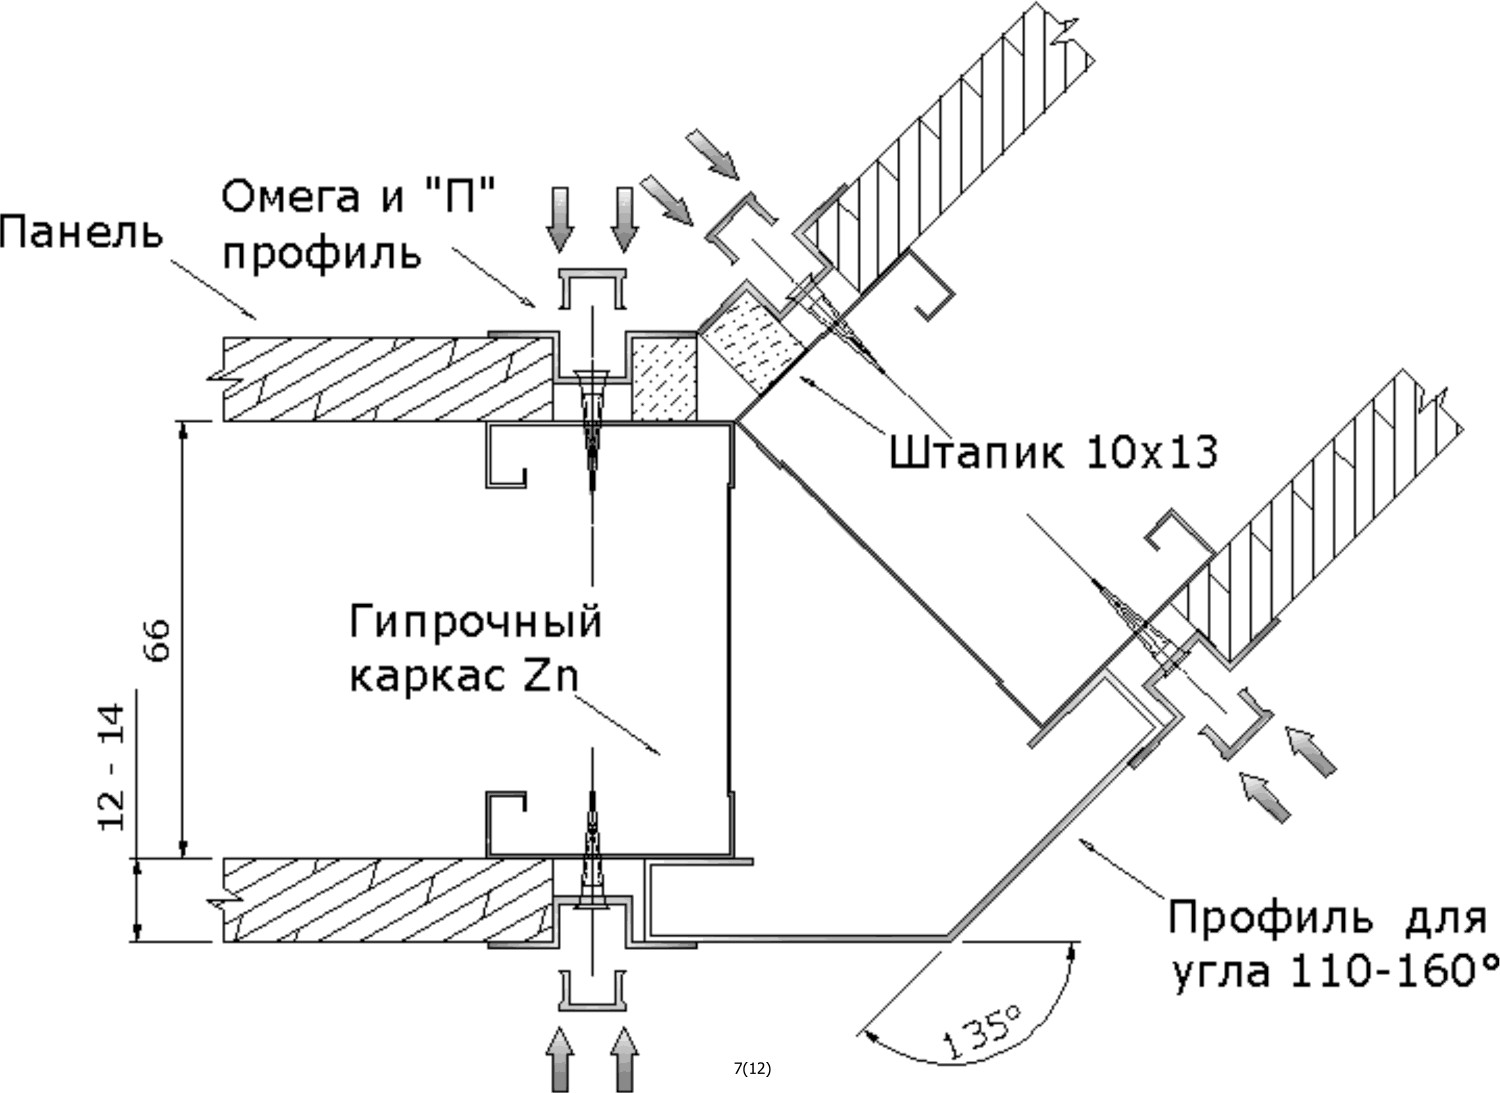 Омега и "П"
профиль
Панель
Штапик 10х13
Гипрочный
каркас Zn
66
12 - 14
Профиль для
угла 110-160°
135°
7(12)